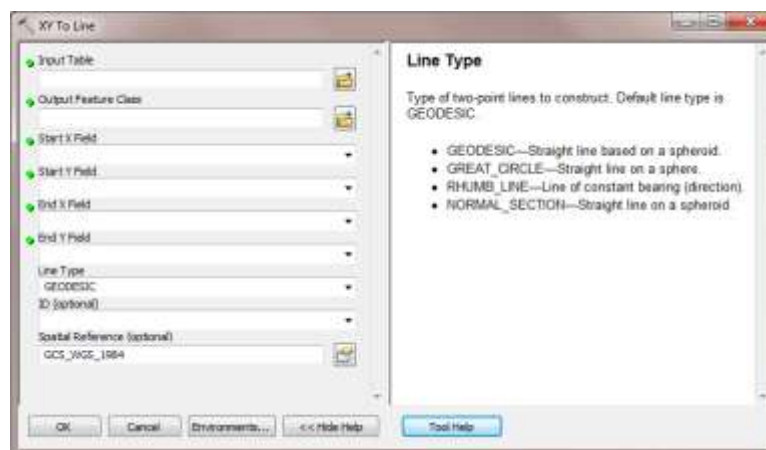 XY To Line
Input Table
Output Feature Class
Start X Field
Start Y Field
End X Field
End Y Field
Line Type
GEODESIC
ID (optional)
Spatial Reference (optional)
GCS_WGS_1984
OK
Cancel
Environments...
<< Hide Help
Line Type
Type of two-point lines to construct. Default line type is
GEODESIC.
• GEODESIC—Straight line based on a spheroid.
• GREAT_CIRCLE—Straight line on a sphere.
• RHUMB_LINE—Line of constant bearing (direction).
• NORMAL_SECTION—Straight line on a spheroid
Tool Help